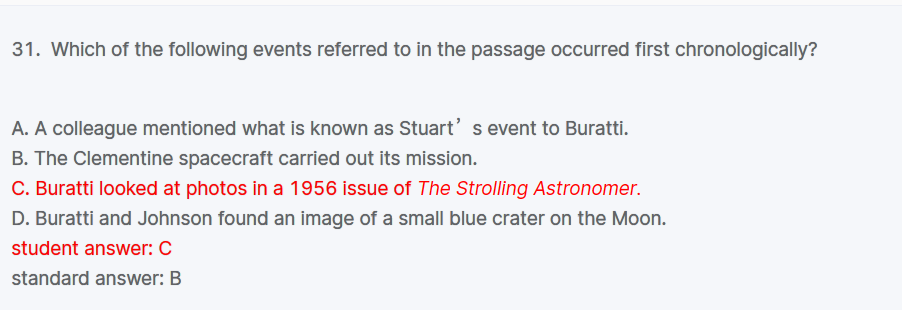 31. Which of the following events referred to in the passage occurred first chronologically?
A. A colleague mentioned what is known as Stuart’ s event to Buratti.
B. The Clementine spacecraft carried out its mission.
C. Buratti looked at photos in a 1956 issue of The Strolling Astronomer.
D. Buratti and Johnson found an image of a small blue crater on the Moon.
student answer: C
standard answer: B